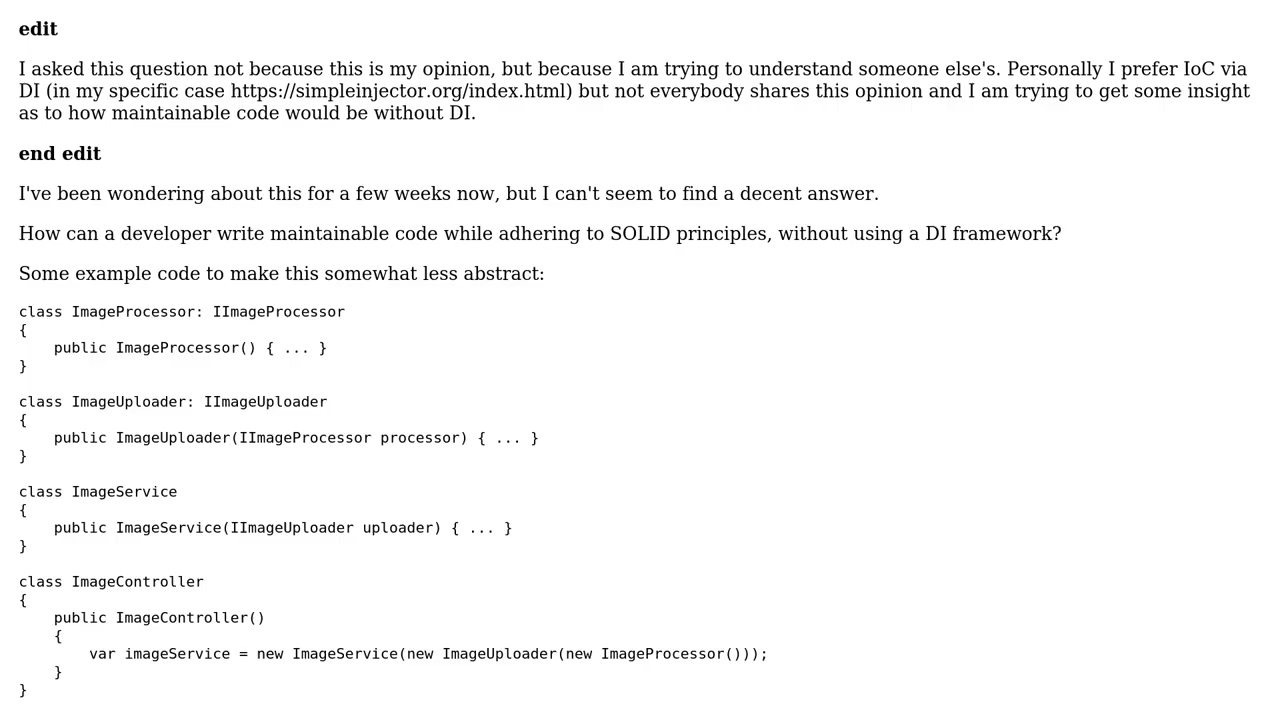 edit
I asked this question not because this is my opinion, but because I am trying to understand someone else's. Personally I prefer IoC via
DI (in my specific case https://simpleinjector.org/index.html) but not everybody shares this opinion and I am trying to get some insight
as to how maintainable code would be without DI.
end edit
I've been wondering about this for a few weeks now, but I can't seem to find a decent answer.
How can a developer write maintainable code while adhering to SOLID principles, without using a DI framework?
Some example code to make this somewhat less abstract:
class ImageProcessor: IImageProcessor
{
    public ImageProcessor() { ... }
}
class ImageUploader: IImageUploader
{
    public ImageUploader(IImageProcessor processor) { ... }
}
class ImageService
{
    public ImageService(IImageUploader uploader) { ... }
}
class ImageController
{
    public ImageController()
    {
        var imageService = new ImageService(new ImageUploader(new ImageProcessor()));
    }
}